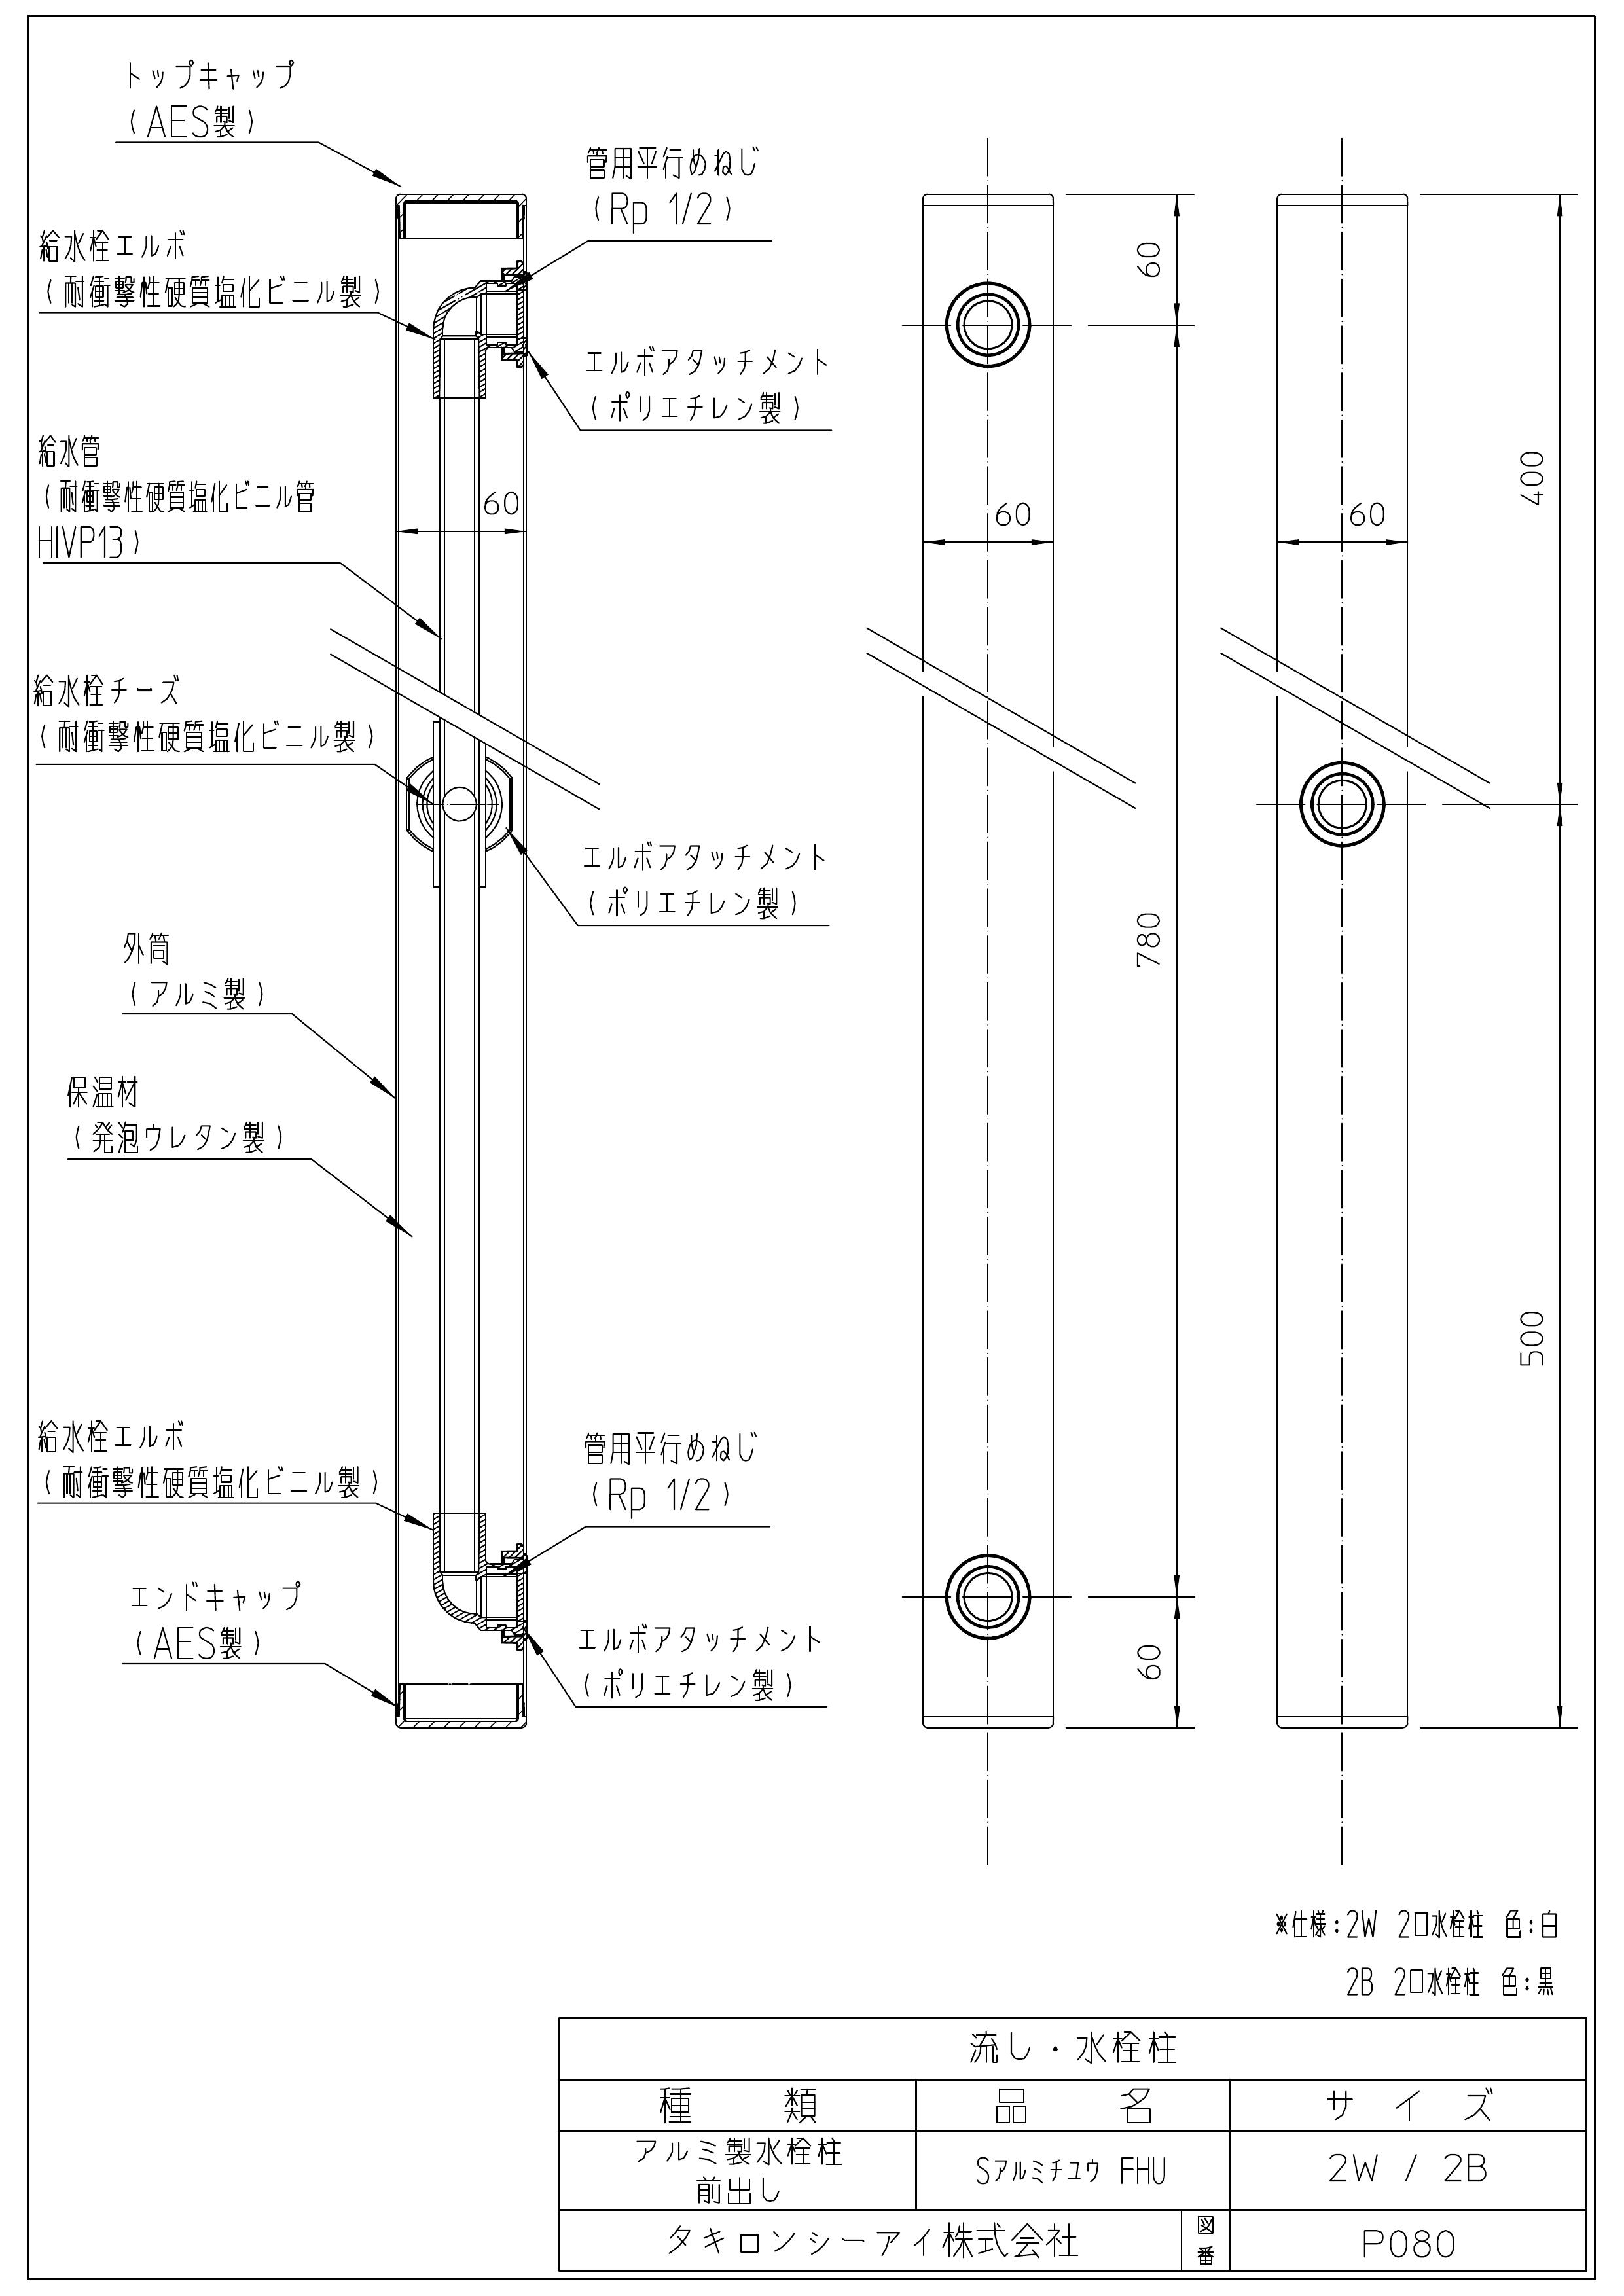 トップキャップ
（AES製）
管用平行めねじ
（Rp 1/2）
給水栓エルボ
（耐衝撃性硬質塩化ビニル製）
エルボアタッチメント
（ポリエチレン製）
給水管
（耐衝撃性硬質塩化ビニル管
HIVP13）
60
60
60
60
400
給水栓チーズ
（耐衝撃性硬質塩化ビニル製）
エルボアタッチメント
（ポリエチレン製）
780
外筒
（アルミ製）
保温材
（発泡ウレタン製）
500
給水栓エルボ
（耐衝撃性硬質塩化ビニル製）
管用平行めねじ
（Rp 1/2）
エンドキャップ
（AES製）
エルボアタッチメント
（ポリエチレン製）
60
※仕様：2W 2口水栓柱 色：白
2B 2口水栓柱 色：黒
流し・水栓柱
種 類 品 名 サ イ ズ
アルミ製水栓柱
前出し
Sアルミチユウ FHU
2W / 2B
タキロンシーアイ株式会社
図番
P080